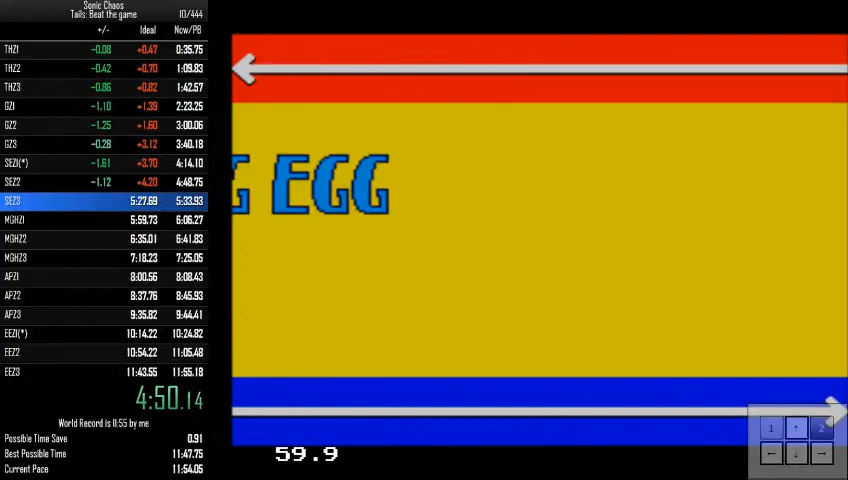 Sonic Chaos
Tails: Beat the game 10/444
+/- Ideal Now/PB
THZ1 -0.08 +0.47 0:35.75
THZ2 -0.42 +0.70 1:09.83
THZ3 -0.86 +0.82 1:42.57
GZ1 -1.10 +1.39 2:23.25
GZ2 -1.25 +1.60 3:00.06
GZ3 -0.28 +3.12 3:40.18
SEZ1(*) -1.61 +3.70 4:14.10
SEZ2 -1.12 +4.20 4:48.75
SEZ3 5:27.69 5:33.93
MGHZ1 5:59.73 6:06.27
MGHZ2 6:35.01 6:41.83
MGHZ3 7:18.23 7:25.05
APZ1 8:00.56 8:08.43
APZ2 8:37.76 8:45.93
APZ3 9:35.82 9:44.41
EEZ1(*) 10:14.22 10:24.82
EEZ2 10:54.22 11:05.48
EEZ3 11:43.55 11:55.18
4:50.14
World Record is 11:55 by me
Possible Time Save 0.91
Best Possible Time 11:47.75
Current Pace 11:54.05
G EGG
59.9
1 ↑ 2
← ↓ →